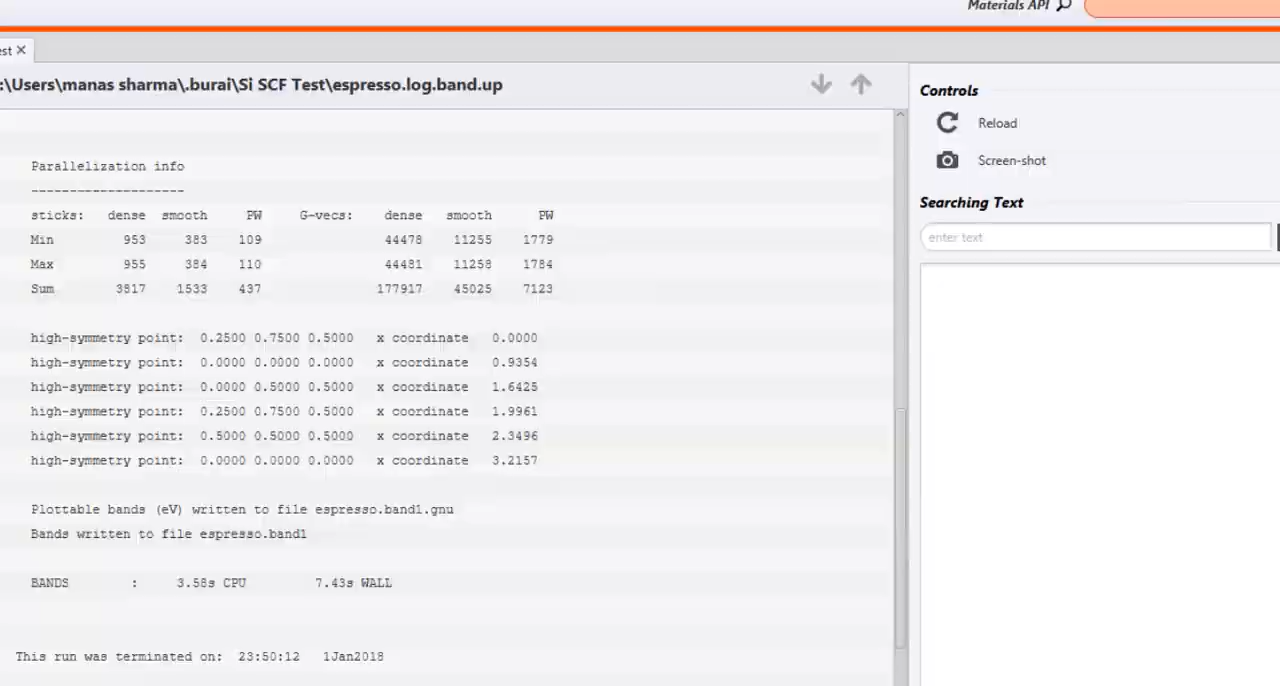 Materials API
est ✕
:\Users\manas sharma\.burai\Si SCF Test\espresso.log.band.up
Parallelization info
--------------------
sticks:   dense  smooth     PW     G-vecs:    dense   smooth      PW
Min         953     383    109              44478    11255    1779
Max         955     384    110              44481    11258    1784
Sum        3817    1533    437             177917    45025    7123
high-symmetry point:  0.2500 0.7500 0.5000   x coordinate   0.0000
high-symmetry point:  0.0000 0.0000 0.0000   x coordinate   0.9354
high-symmetry point:  0.0000 0.5000 0.5000   x coordinate   1.6425
high-symmetry point:  0.2500 0.7500 0.5000   x coordinate   1.9961
high-symmetry point:  0.5000 0.5000 0.5000   x coordinate   2.3496
high-symmetry point:  0.0000 0.0000 0.0000   x coordinate   3.2157
Plottable bands (eV) written to file espresso.band1.gnu
Bands written to file espresso.band1
BANDS        :     3.58s CPU         7.43s WALL
This run was terminated on:  23:50:12   1Jan2018
Controls
Reload
Screen-shot
Searching Text
enter text